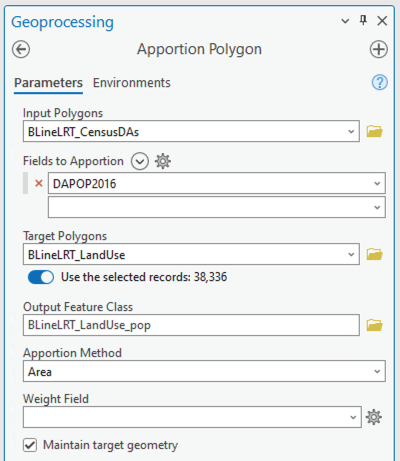 Geoprocessing
Apportion Polygon
Parameters Environments
Input Polygons
BLineLRT_CensusDAs
Fields to Apportion
DAPOP2016
Target Polygons
BLineLRT_LandUse
Use the selected records: 38,336
Output Feature Class
BLineLRT_LandUse_pop
Apportion Method
Area
Weight Field
Maintain target geometry